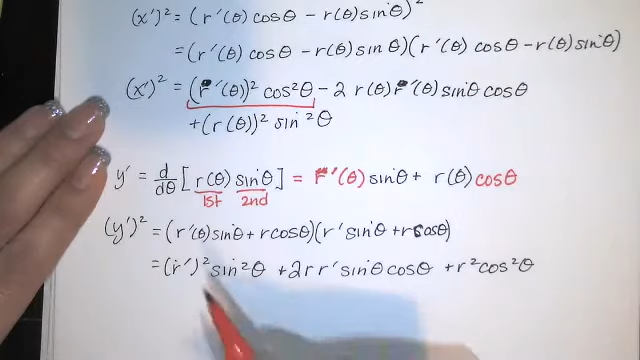 (x')² = (r'(θ) cosθ − r(θ) sinθ)²
= (r'(θ) cosθ − r(θ) sinθ)(r'(θ) cosθ − r(θ) sinθ)
(x')² = (r'(θ))² cos²θ − 2 r(θ) r'(θ) sinθ cosθ
+ (r(θ))² sin²θ
y' = d/dθ [r(θ) sinθ] = r'(θ) sinθ + r(θ) cosθ
1st 2nd
(y')² = (r'(θ) sinθ + r cosθ)(r' sinθ + r cosθ)
= (r')² sin²θ + 2 r r' sinθ cosθ + r² cos²θ